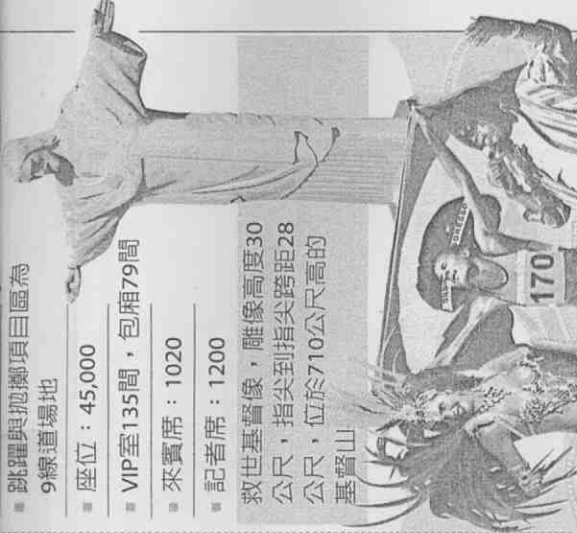 跳躍與拋擲項目區為
9線道場地
座位：45,000
VIP室135間，包廂79間
來賓席：1020
記者席：1200
救世基督像，雕像高度30
公尺，指尖到指尖跨距28
公尺，位於710公尺高的
基督山
170